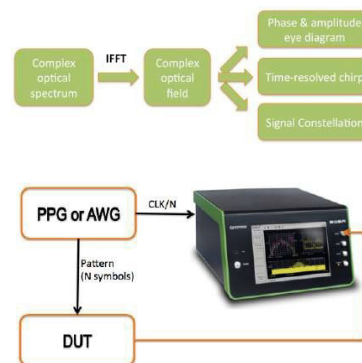 Phase & amplitude
eye diagram
Complex
optical
spectrum
IFFT
Complex
optical
field
Time-resolved chirp
Signal Constellation
PPG or AWG
CLK/N
Pattern
(N symbols)
DUT